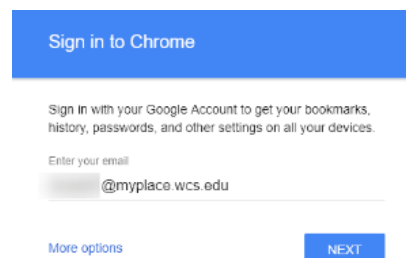 Sign in to Chrome
Sign in with your Google Account to get your bookmarks,
history, passwords, and other settings on all your devices.
Enter your email
@myplace.wcs.edu
More options
NEXT